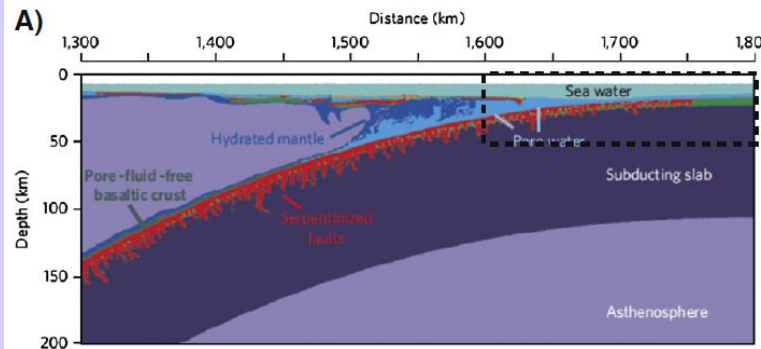 A)
Distance (km)
1,300 1,400 1,500 1,600 1,700 1,80
Depth (km)
0
50
100
150
200
Sea water
Hydrated mantle
Pore water
Pore-fluid-free
basaltic crust
Subducting slab
Serpentinized
faults
Asthenosphere